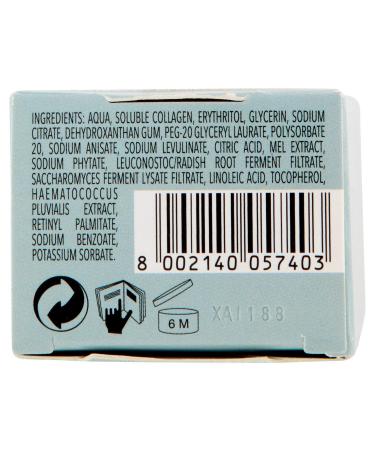 INGREDIENTS: AQUA, SOLUBLE COLLAGEN, ERYTHRITOL, GLYCERIN, SODIUM
CITRATE, DEHYDROXANTHAN GUM, PEG-20 GLYCERYL LAURATE, POLYSORBATE
20, SODIUM ANISATE, SODIUM LEVULINATE, CITRIC ACID, MEL EXTRACT,
SODIUM PHYTATE, LEUCONOSTOC/RADISH ROOT FERMENT FILTRATE,
SACCHAROMYCES FERMENT LYSATE FILTRATE, LINOLEIC ACID, TOCOPHEROL,
HAEMATOCOCCUS
PLUVIALIS EXTRACT,
RETINYL PALMITATE,
SODIUM BENZOATE,
POTASSIUM SORBATE.
8 002140 057403
6 M
XA1188